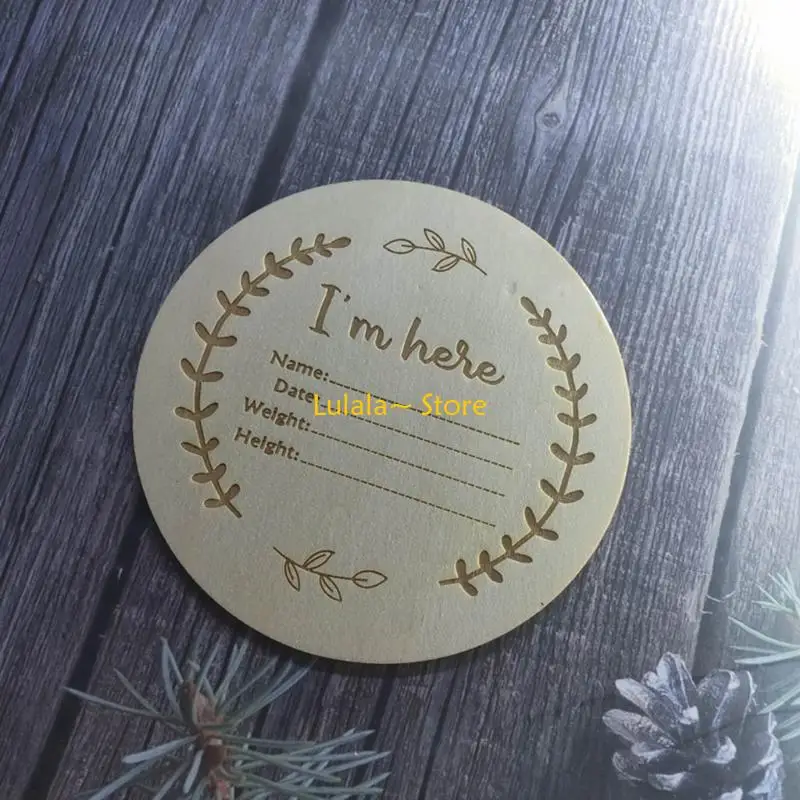 I'm here
Name:
Date
Lulala~ Store
Weight:
Height: